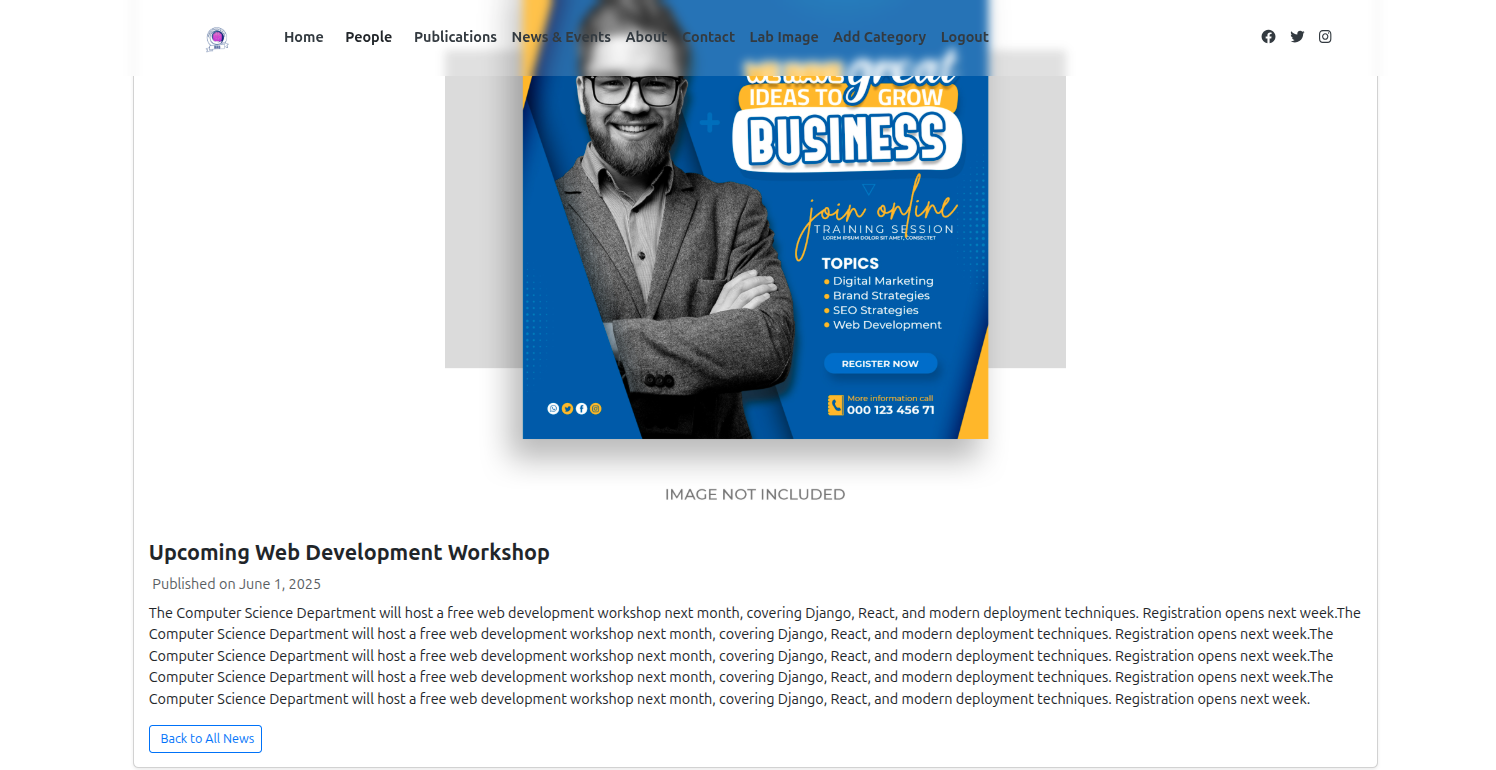 Home People Publications News & Events About Contact Lab Image Add Category Logout
great
IDEAS TO GROW
BUSINESS
join online
TRAINING SESSION
LOREM IPSUM DOLOR SIT AMET, CONSECTET
TOPICS
Digital Marketing
Brand Strategies
SEO Strategies
Web Development
REGISTER NOW
More information call
000 123 456 71
IMAGE NOT INCLUDED
Upcoming Web Development Workshop
Published on June 1, 2025
The Computer Science Department will host a free web development workshop next month, covering Django, React, and modern deployment techniques. Registration opens next week.The
Computer Science Department will host a free web development workshop next month, covering Django, React, and modern deployment techniques. Registration opens next week.The
Computer Science Department will host a free web development workshop next month, covering Django, React, and modern deployment techniques. Registration opens next week.The
Computer Science Department will host a free web development workshop next month, covering Django, React, and modern deployment techniques. Registration opens next week.The
Computer Science Department will host a free web development workshop next month, covering Django, React, and modern deployment techniques. Registration opens next week.
Back to All News